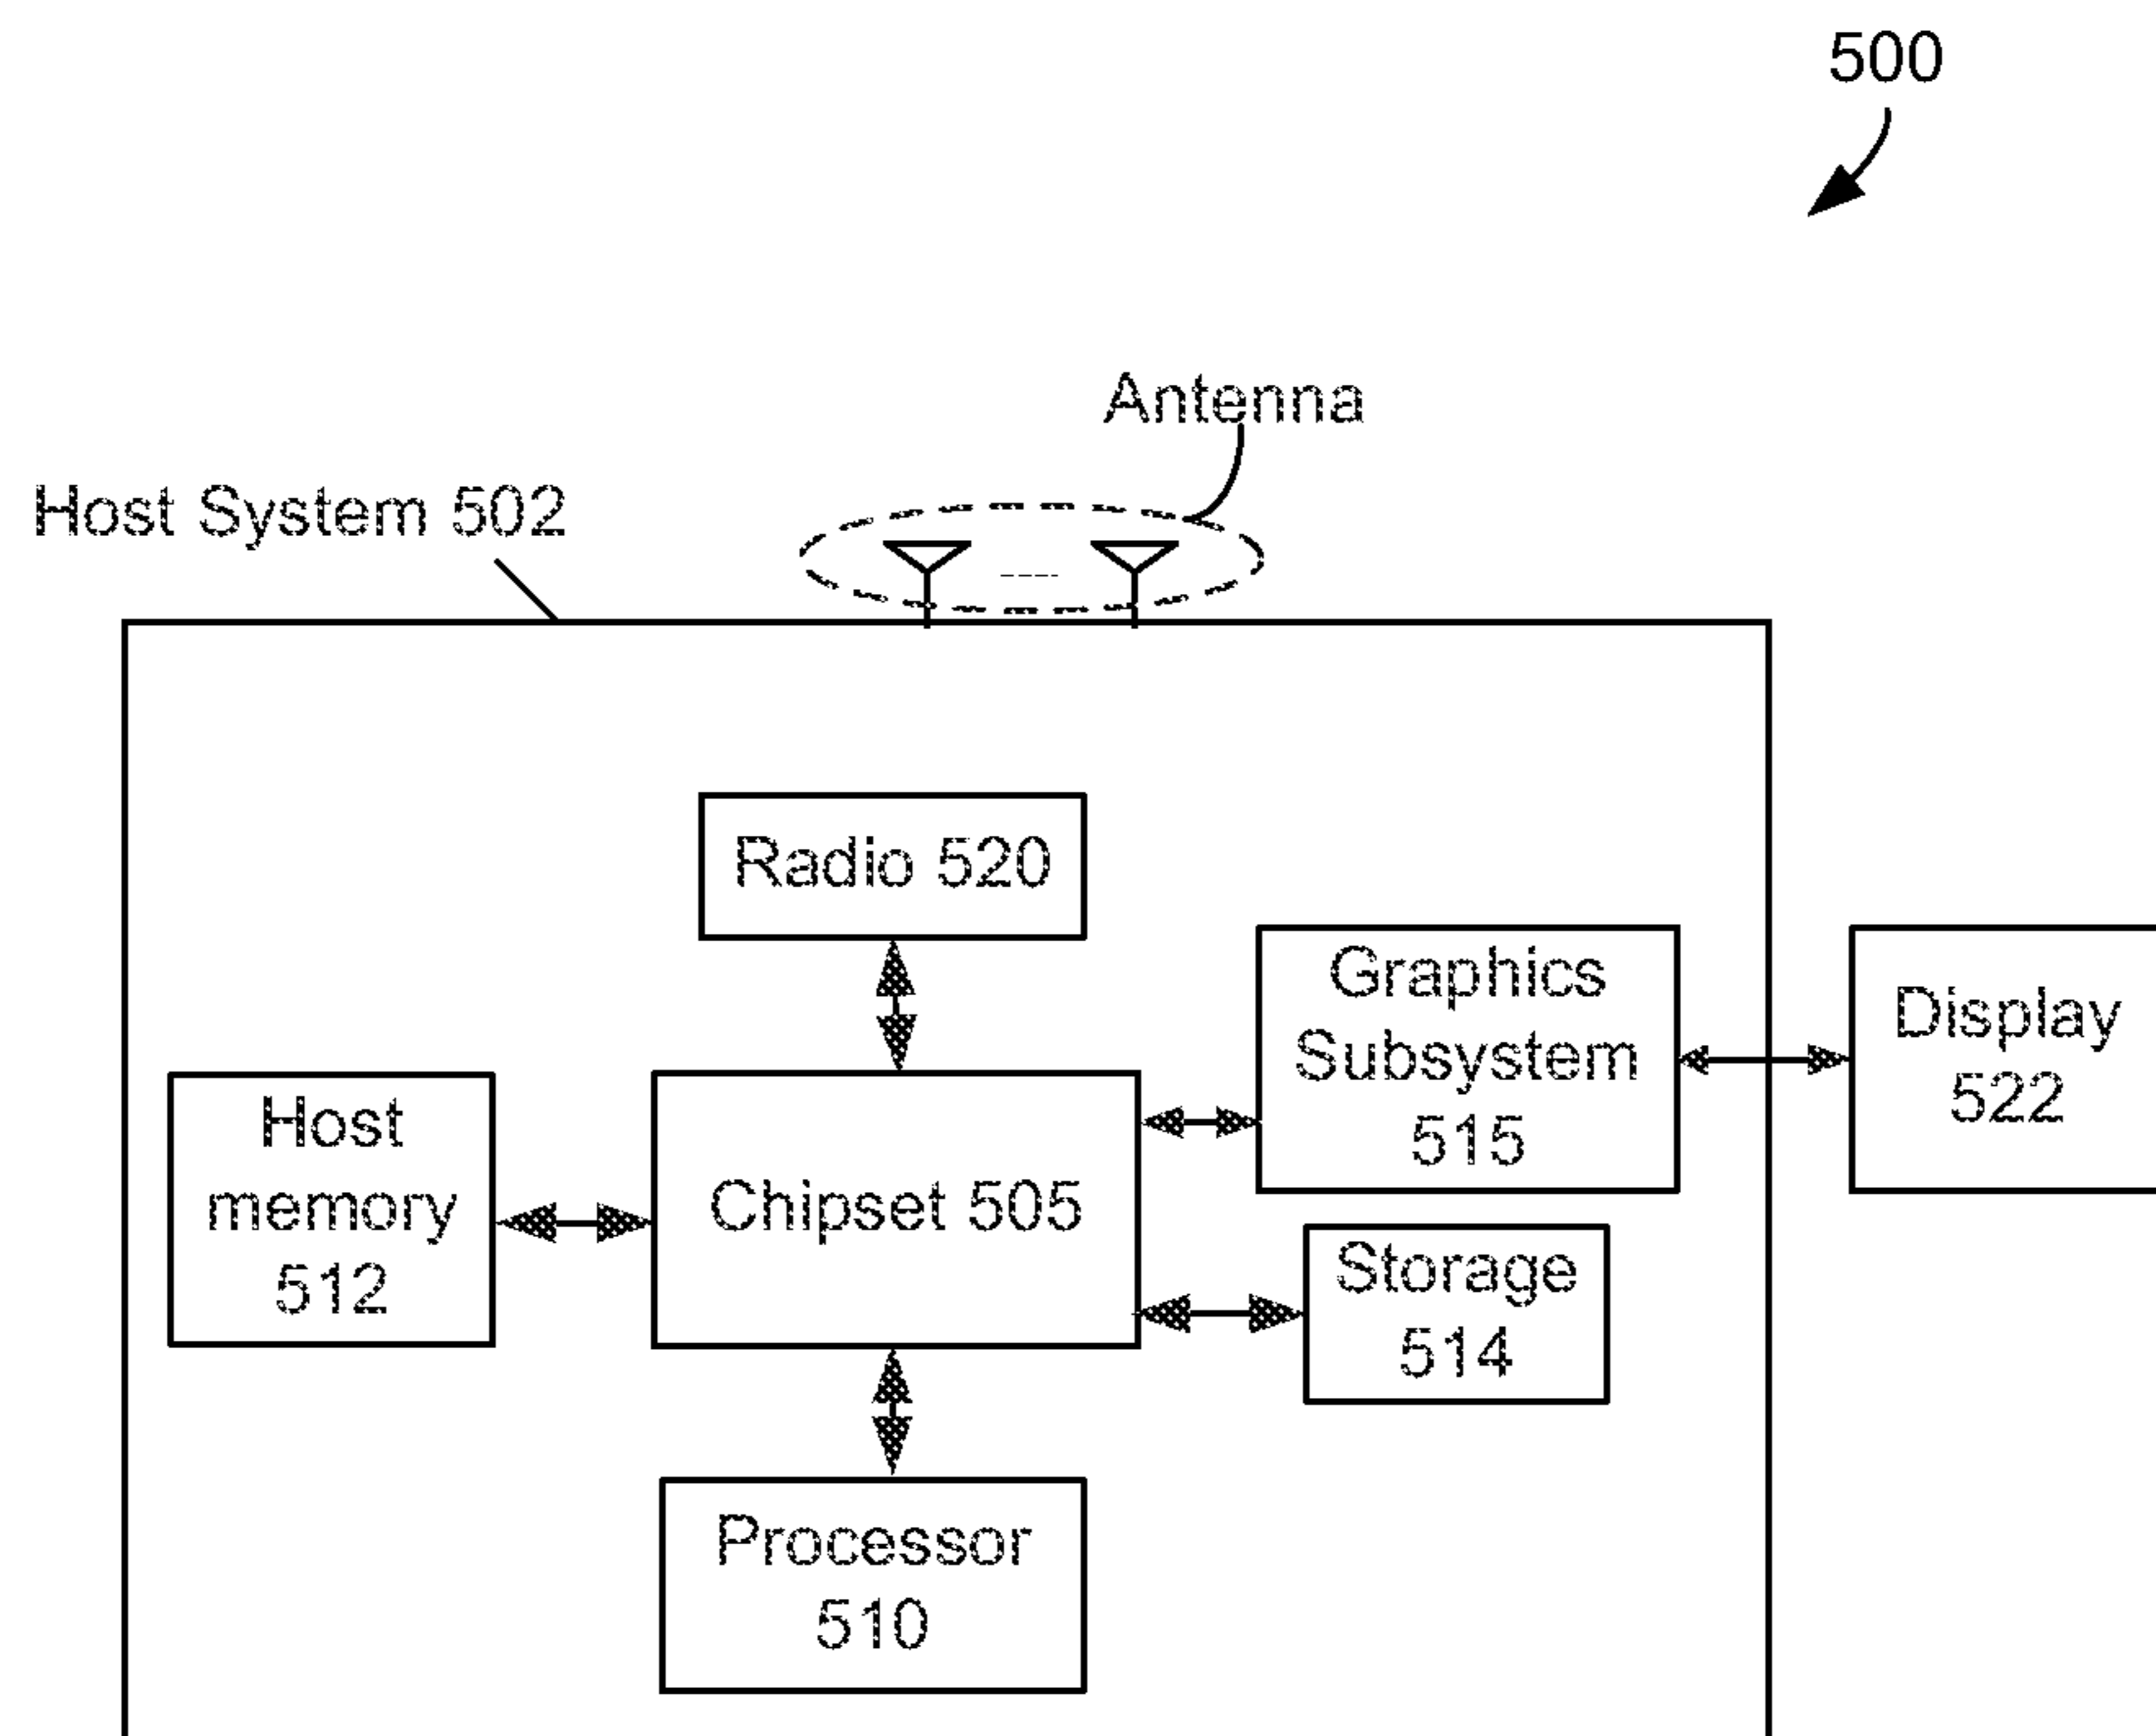 500
Antenna
Host System 502
Radio 520
Graphics
Subsystem
515
Display
522
Host
memory
512
Chipset 505
Storage
514
Processor
510